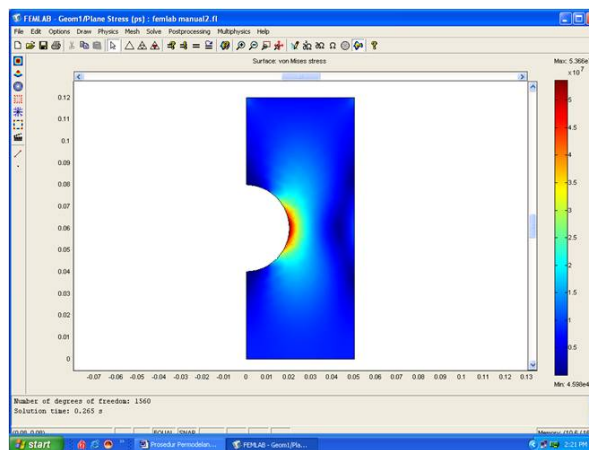 FEMLAB - Geom1/Plane Stress (ps) : femlab manual2.fl
File Edit Options Draw Physics Mesh Solve Postprocessing Multiphysics Help
Surface: von Mises stress
Max: 5.366e
×10⁷
0.12
0.11
0.1
0.09
0.08
0.07
0.06
0.05
0.04
0.03
0.02
0.01
0
-0.07 -0.06 -0.05 -0.04 -0.03 -0.02 -0.01 0 0.01 0.02 0.03 0.04 0.05 0.06 0.07 0.08 0.09 0.1 0.11 0.12 0.13
5
4.5
4
3.5
3
2.5
2
1.5
1
0.5
Min: 4.598e4
Number of degrees of freedom: 1560
Solution time: 0.265 s
EQUAL SNAP
start
Prosedur Permodelan...
FEMLAB - Geom1/Pla...
2:21 PM